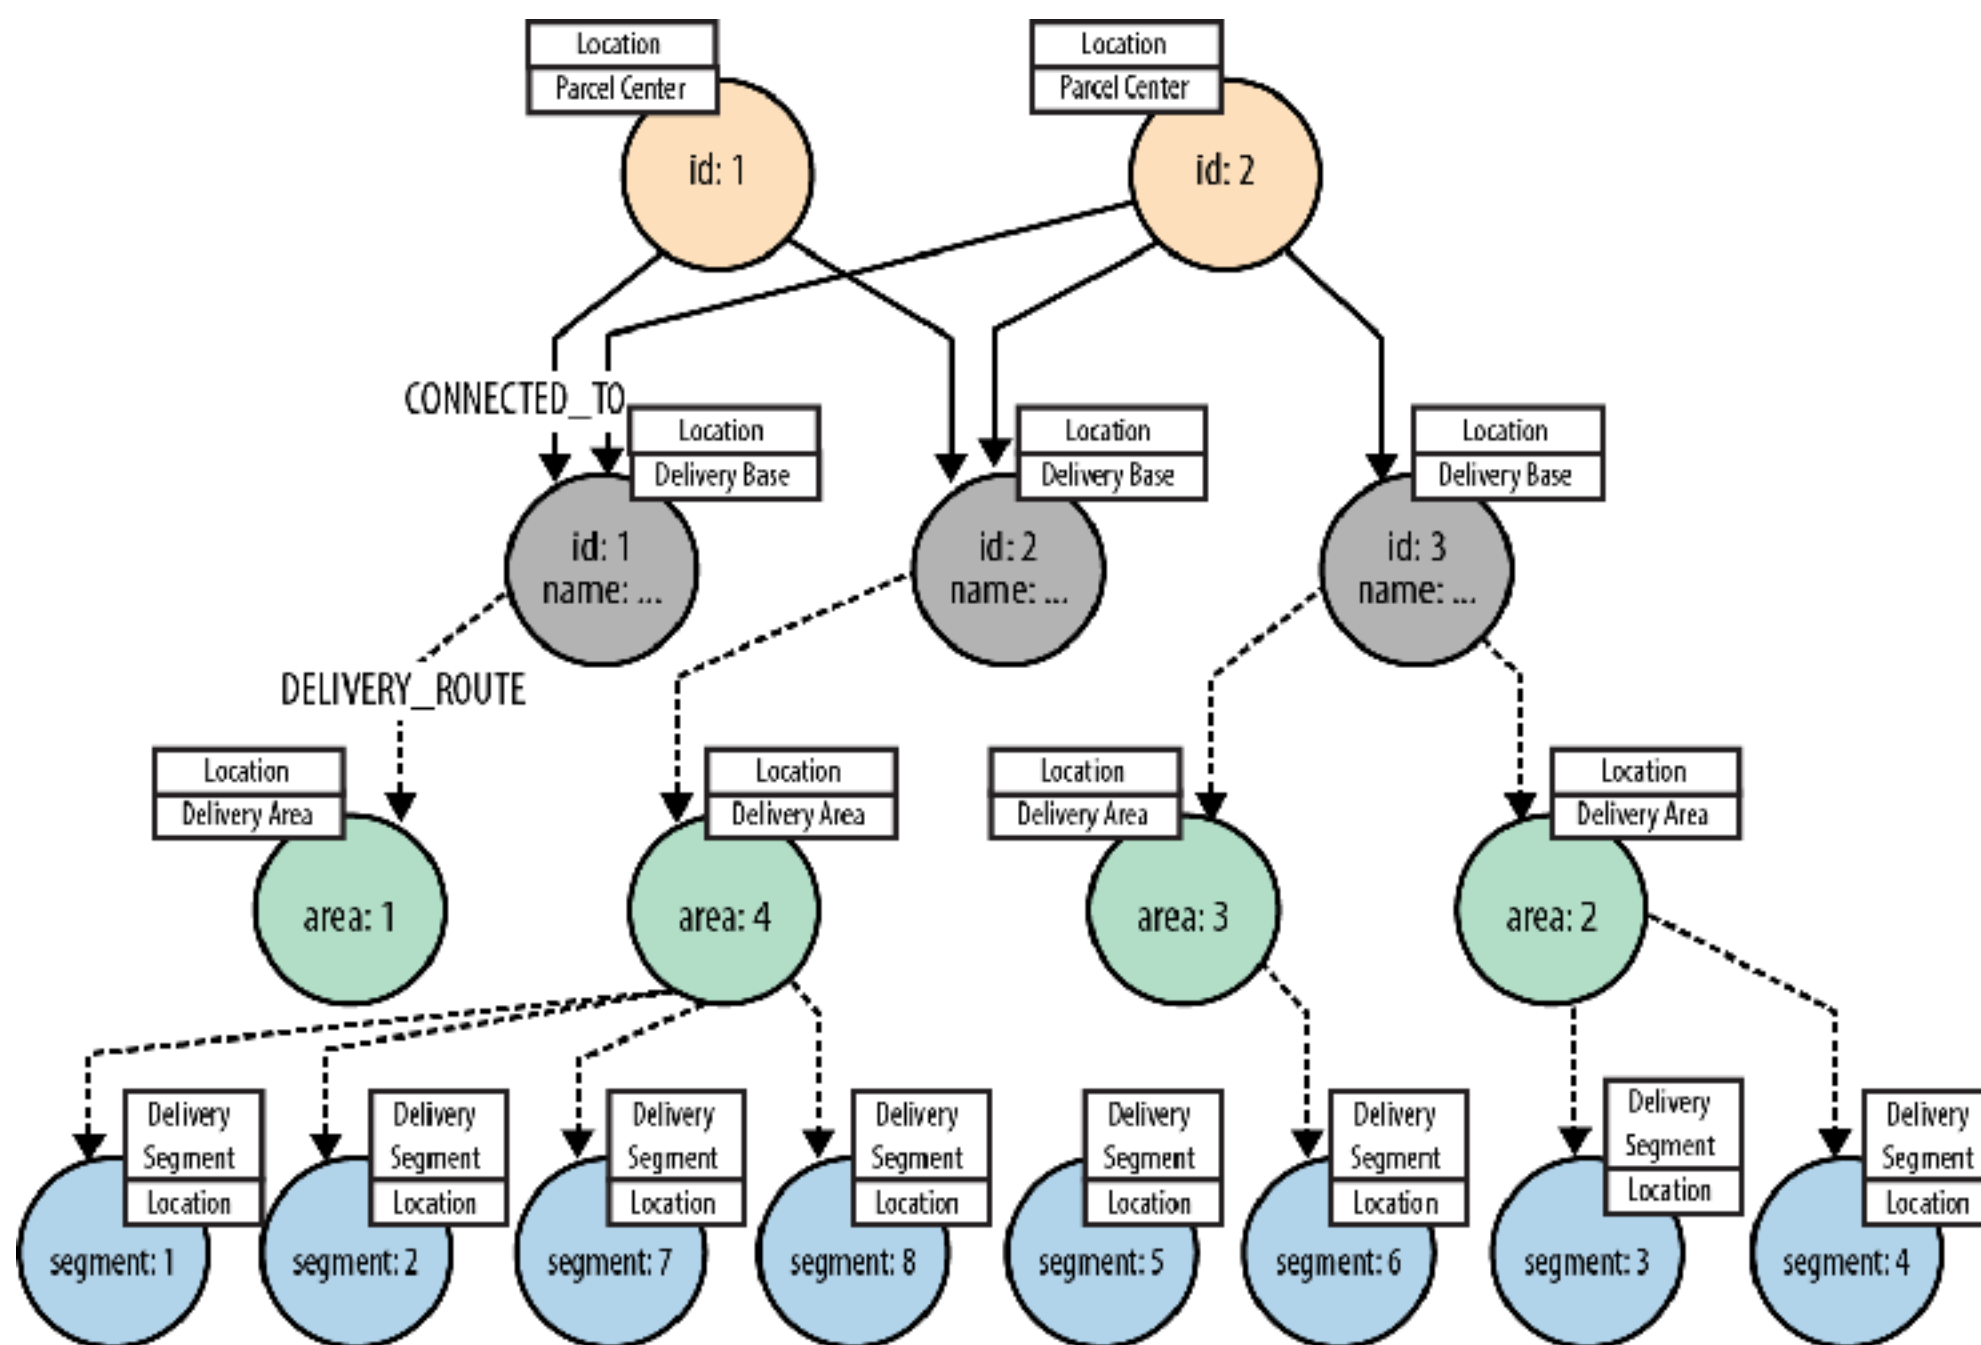 Location
Parcel Center
id: 1
Location
Parcel Center
id: 2
CONNECTED_TO
Location
Delivery Base
id: 1
name: ...
Location
Delivery Base
id: 2
name: ...
Location
Delivery Base
id: 3
name: ...
DELIVERY_ROUTE
Location
Delivery Area
area: 1
Location
Delivery Area
area: 4
Location
Delivery Area
area: 3
Location
Delivery Area
area: 2
Delivery
Segment
Location
segment: 1
Delivery
Segment
Location
segment: 2
Delivery
Segment
Location
segment: 7
Delivery
Segment
Location
segment: 8
Delivery
Segment
Location
segment: 5
Delivery
Segment
Location
segment: 6
Delivery
Segment
Location
segment: 3
Delivery
Segment
Location
segment: 4